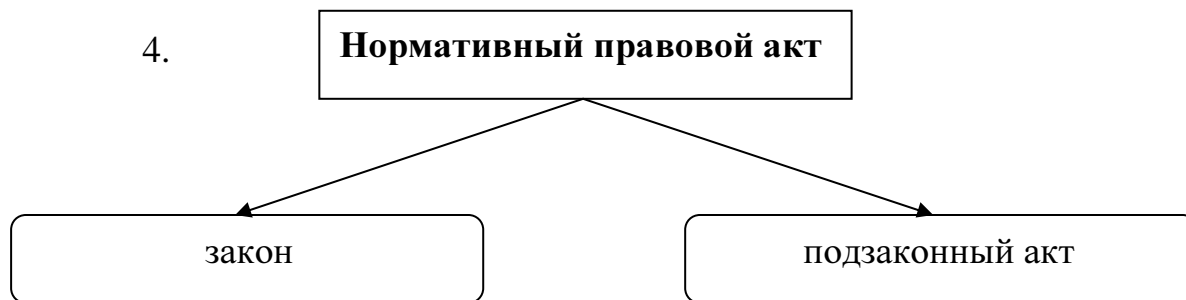 4.
Нормативный правовой акт
закон
подзаконный акт